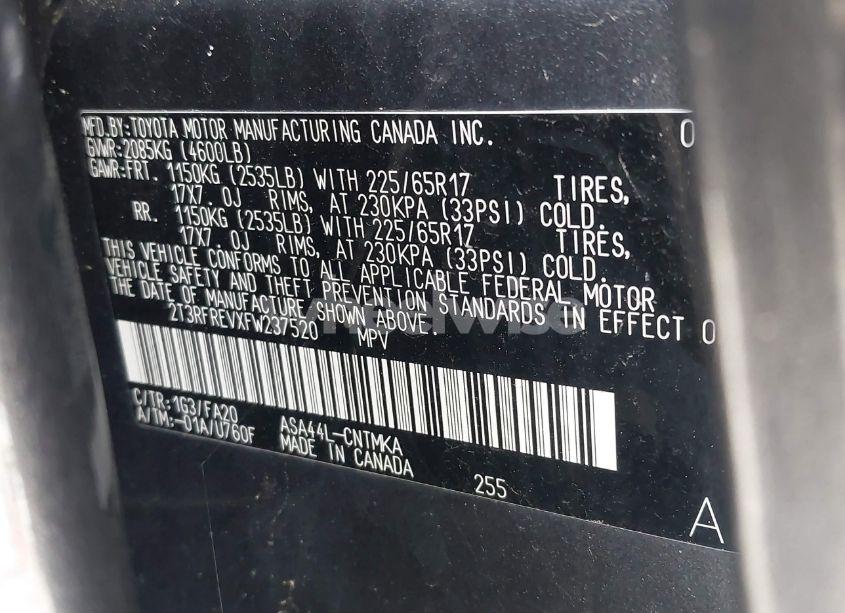 MFD.BY:TOYOTA MOTOR MANUFACTURING CANADA INC. 0
GVWR:2085KG (4600LB)
GAWR:FRT. 1150KG (2535LB) WITH 225/65R17 TIRES,
17X7.0J RIMS, AT 230KPA (33PSI) COLD.
RR. 1150KG (2535LB) WITH 225/65R17 TIRES,
17X7.0J RIMS, AT 230KPA (33PSI) COLD.
THIS VEHICLE CONFORMS TO ALL APPLICABLE FEDERAL MOTOR
VEHICLE SAFETY AND THEFT PREVENTION STANDARDS IN EFFECT 0
THE DATE OF MANUFACTURE SHOWN ABOVE.
2T3RFREVXFW237520 MPV
C/TR:1G3/FA20 ASA44L-CNTMKA
A/TM:-01A/U760F MADE IN CANADA
255
A